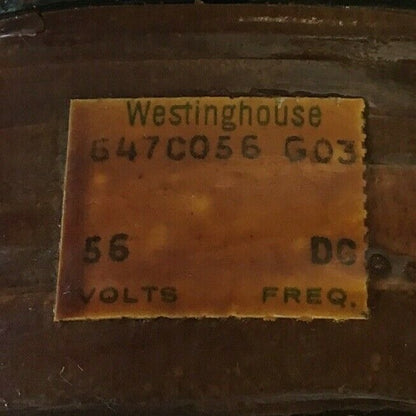 Westinghouse
647C056 G03
56 DC
VOLTS FREQ.